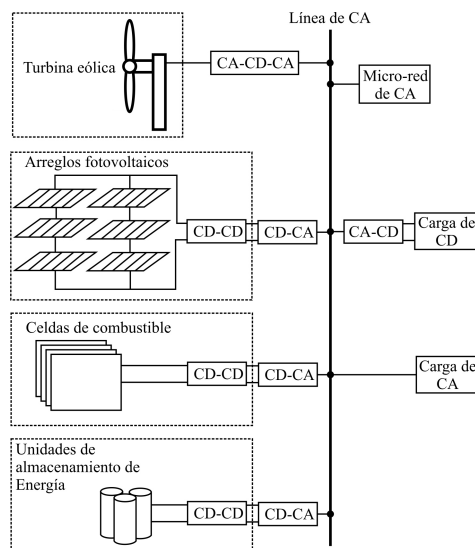 Línea de CA
Turbina eólica
CA-CD-CA
Micro-red
de CA
Arreglos fotovoltaicos
CD-CD
CD-CA
CA-CD
Carga de
CD
Celdas de combustible
CD-CD
CD-CA
Carga de
CA
Unidades de
almacenamiento de
Energía
CD-CD
CD-CA